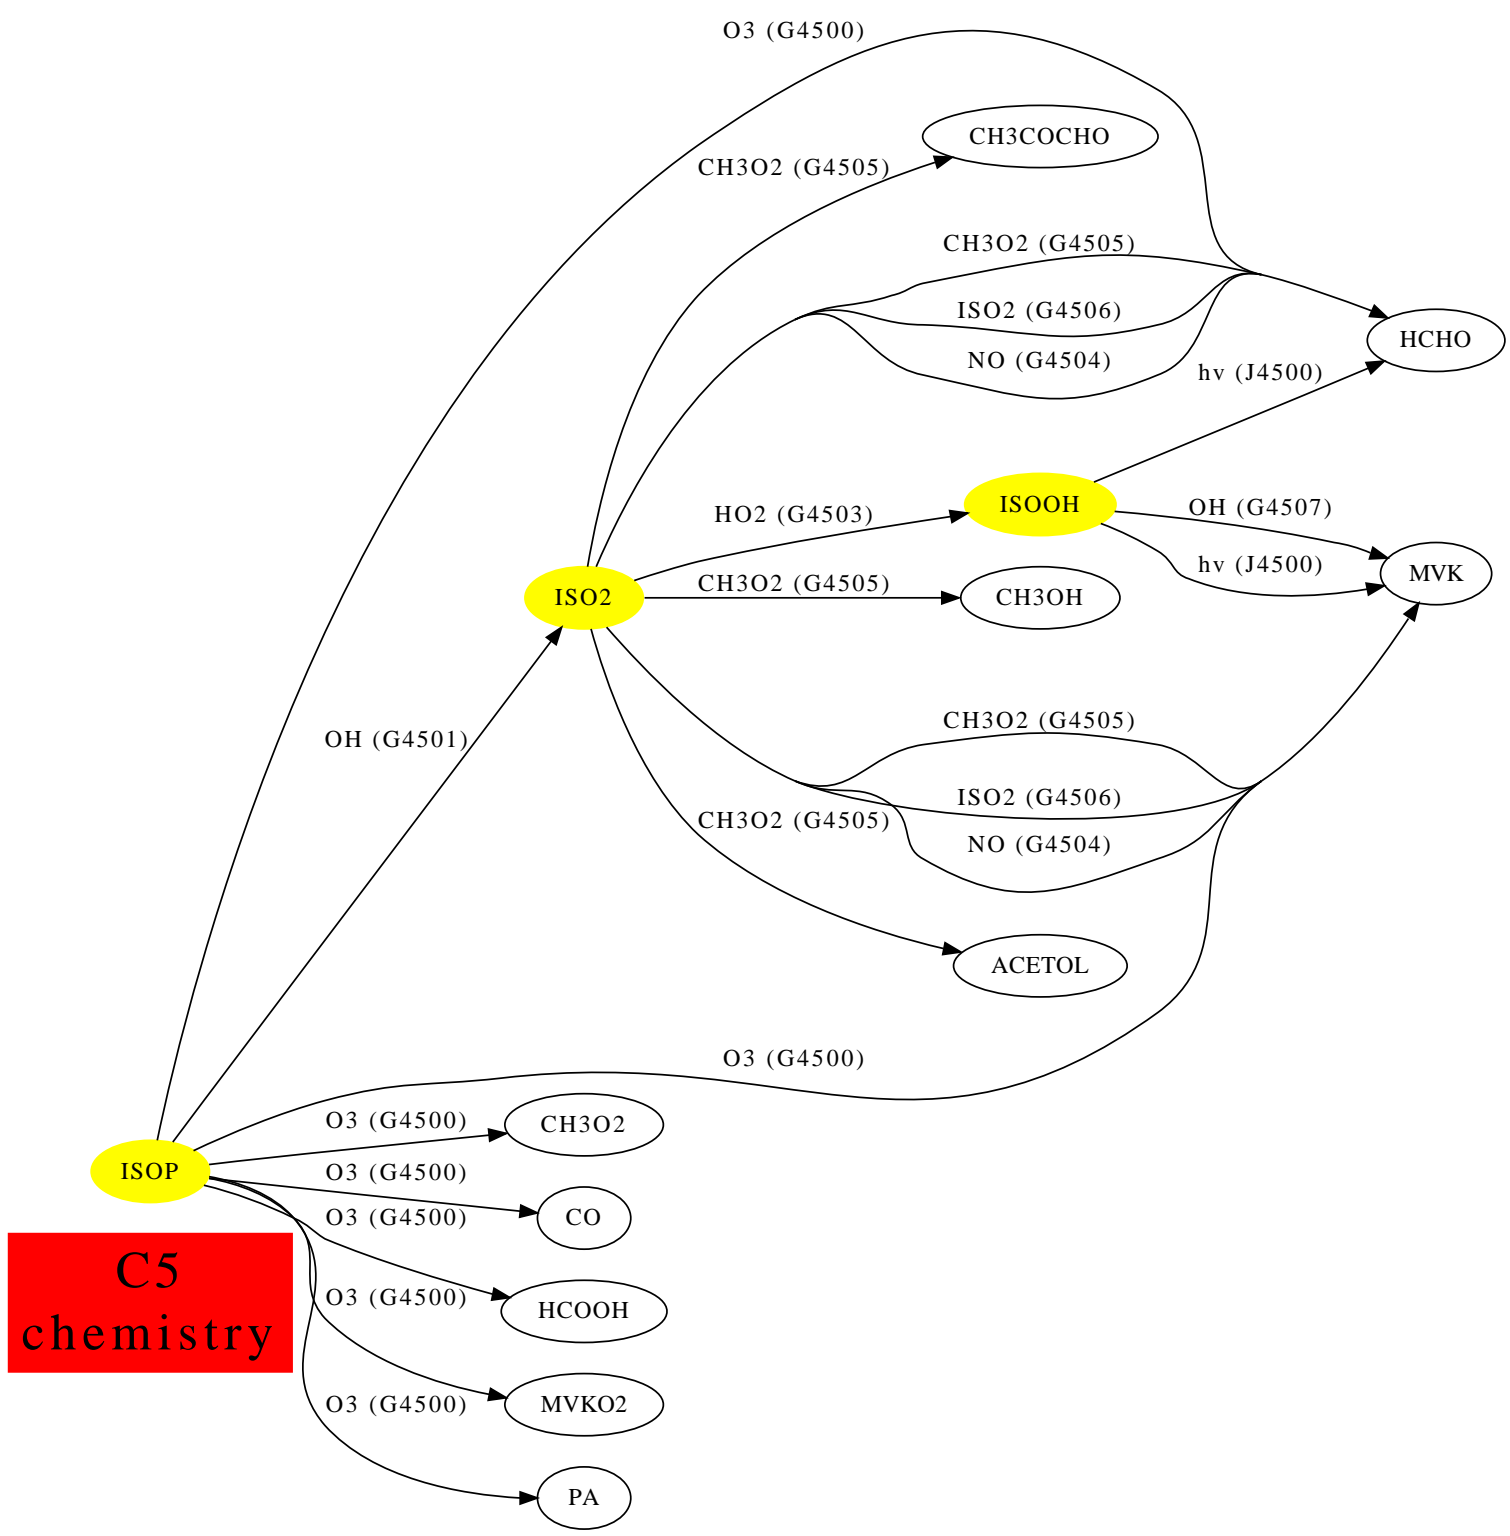 O3 (G4500)
CH3COCHO
CH3O2 (G4505)
CH3O2 (G4505)
ISO2 (G4506)
HCHO
NO (G4504)
hv (J4500)
ISOOH
OH (G4507)
HO2 (G4503)
hv (J4500)
MVK
CH3O2 (G4505)
ISO2
CH3OH
CH3O2 (G4505)
OH (G4501)
ISO2 (G4506)
CH3O2 (G4505)
NO (G4504)
ACETOL
O3 (G4500)
O3 (G4500)
CH3O2
ISOP
O3 (G4500)
O3 (G4500)
CO
C5
chemistry
O3 (G4500)
HCOOH
O3 (G4500)
MVKO2
PA